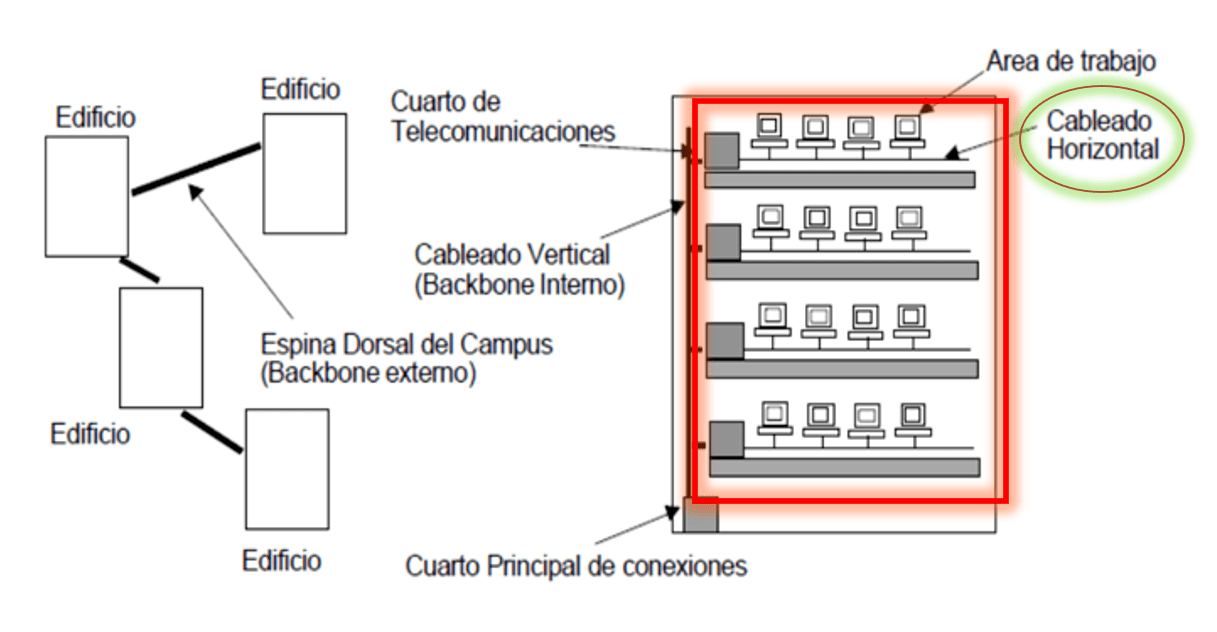 Edificio
Edificio
Espina Dorsal del Campus
(Backbone externo)
Edificio
Edificio
Cuarto de
Telecomunicaciones
Cableado Vertical
(Backbone Interno)
Cuarto Principal de conexiones
Area de trabajo
Cableado
Horizontal